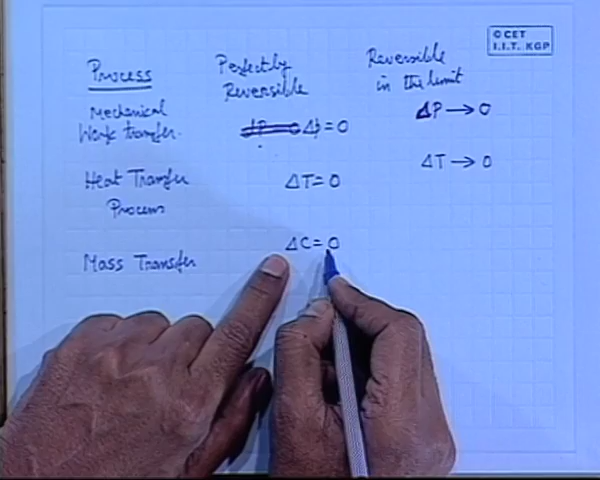 © CET
I.I.T. KGP
Process
Perfectly
Reversible
Reversible
in the limit
Mechanical
Work transfer.
Δp = 0
ΔP → 0
Heat Transfer
Process
ΔT = 0
ΔT → 0
Mass Transfer
ΔC = 0